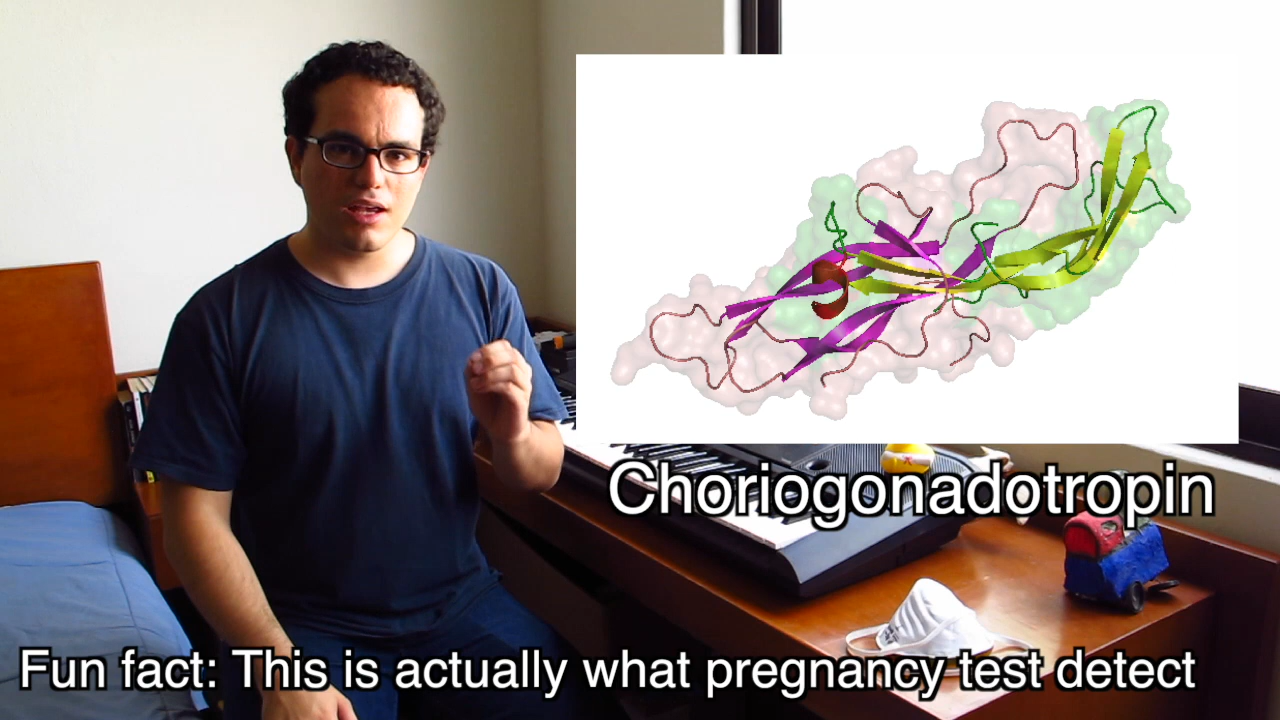 Choriogonadotropin
Fun fact: This is actually what pregnancy test detect